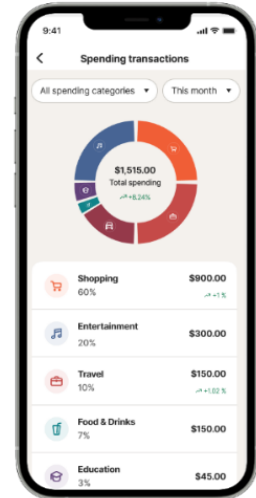 9:41
Spending transactions
All spending categories
This month
$1,515.00
Total spending
+8.24%
Shopping
$900.00
60%
+1 %
Entertainment
$300.00
20%
Travel
$150.00
10%
+1.02 %
Food & Drinks
$150.00
7%
Education
$45.00
3%